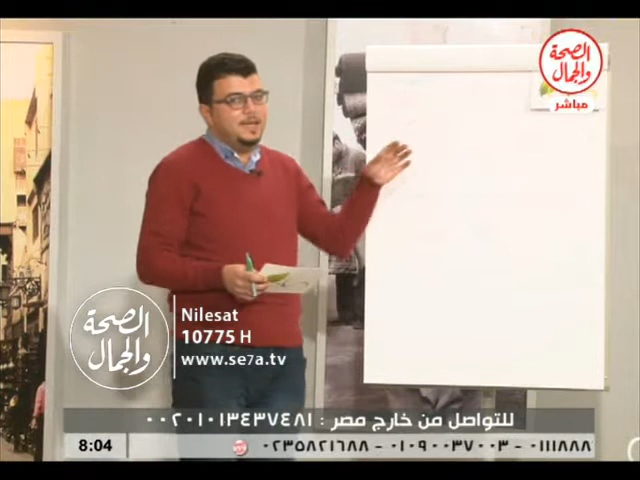 الصحة
والجمال
مباشر
الصحة
والجمال
Nilesat
10775 H
www.se7a.tv
للتواصل من خارج مصر : ٠٠٢٠١٠١٣٤٣٧٤٨١
8:04
٠٢٣٥٨٢١٦٨٨ - ٠١٠٩٠٠٣٧٠٠٣ - ٠١١١٨٨٨